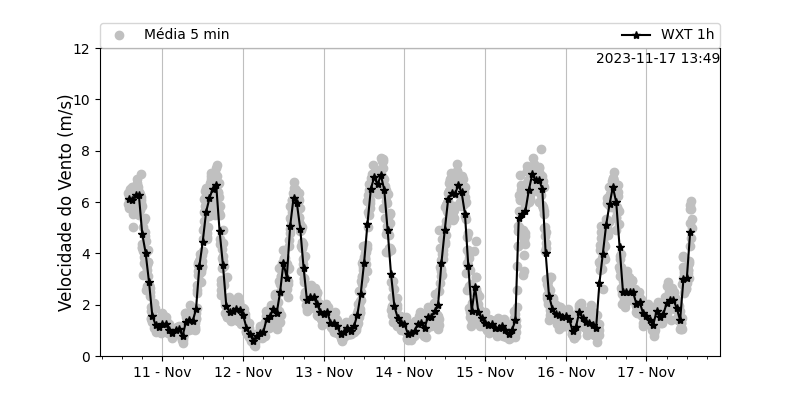 Média 5 min
WXT 1h
2023-11-17 13:49
Velocidade do Vento (m/s)
12
10
8
6
4
2
0
11 - Nov
12 - Nov
13 - Nov
14 - Nov
15 - Nov
16 - Nov
17 - Nov